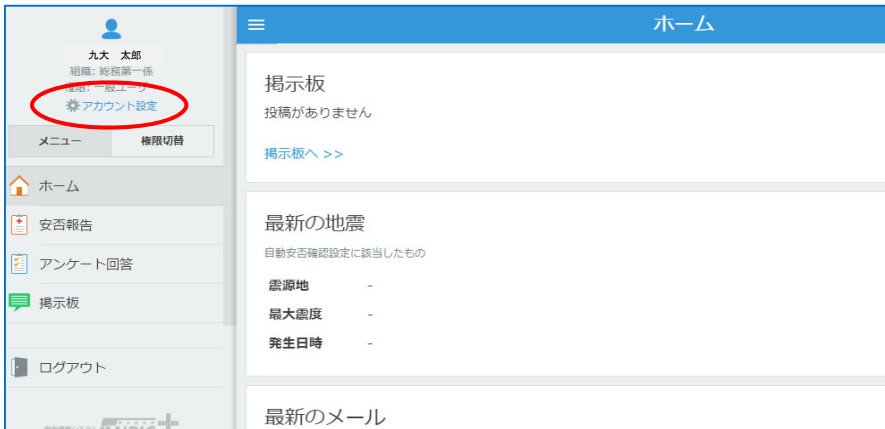 九大 太郎
組織: 総務第一係
権限: 一般ユーザー
アカウント設定
メニュー
権限切替
ホーム
安否報告
アンケート回答
掲示板
ログアウト
ホーム
掲示板
投稿がありません
掲示板へ >>
最新の地震
自動安否確認設定に該当したもの
震源地 -
最大震度 -
発生日時 -
最新のメール